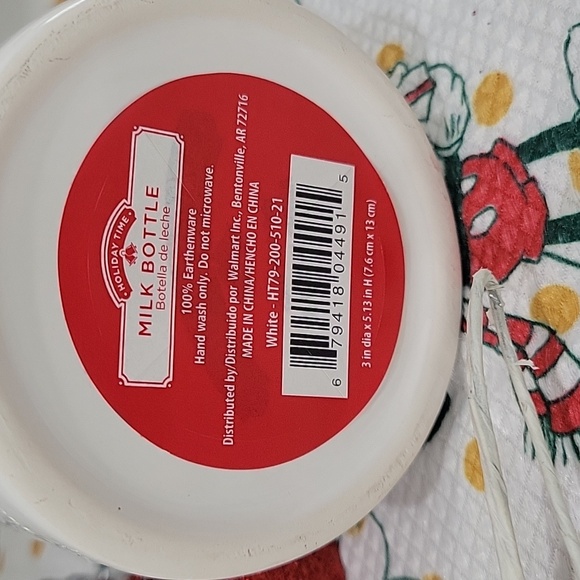 HOLIDAY TIME
MILK BOTTLE
Botella de leche
100% Earthenware
Hand wash only. Do not microwave.
Distributed by/Distribuido por Walmart Inc., Bentonville, AR 72716
MADE IN CHINA/HENCHO EN CHINA
White - HT79-200-510-21
6 79418 04491 5
3 in dia x 5.13 in H (7.6 cm x 13 cm)